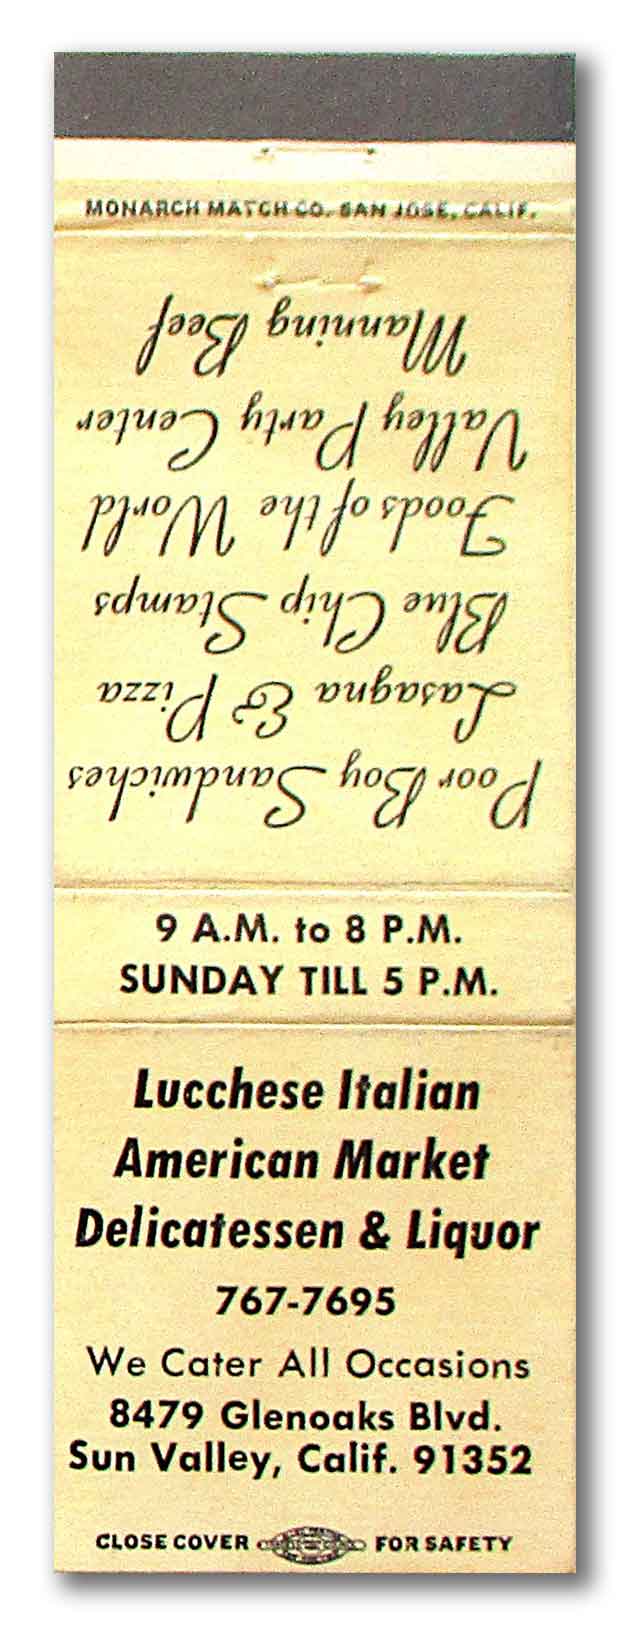 MONARCH MATCH CO. SAN JOSE, CALIF.
Poor Boy Sandwiches
Lasagna & Pizza
Blue Chip Stamps
Foods of the World
Valley Party Center
Manning Beef
9 A.M. to 8 P.M.
SUNDAY TILL 5 P.M.
Lucchese Italian
American Market
Delicatessen & Liquor
767-7695
We Cater All Occasions
8479 Glenoaks Blvd.
Sun Valley, Calif. 91352
CLOSE COVER FOR SAFETY